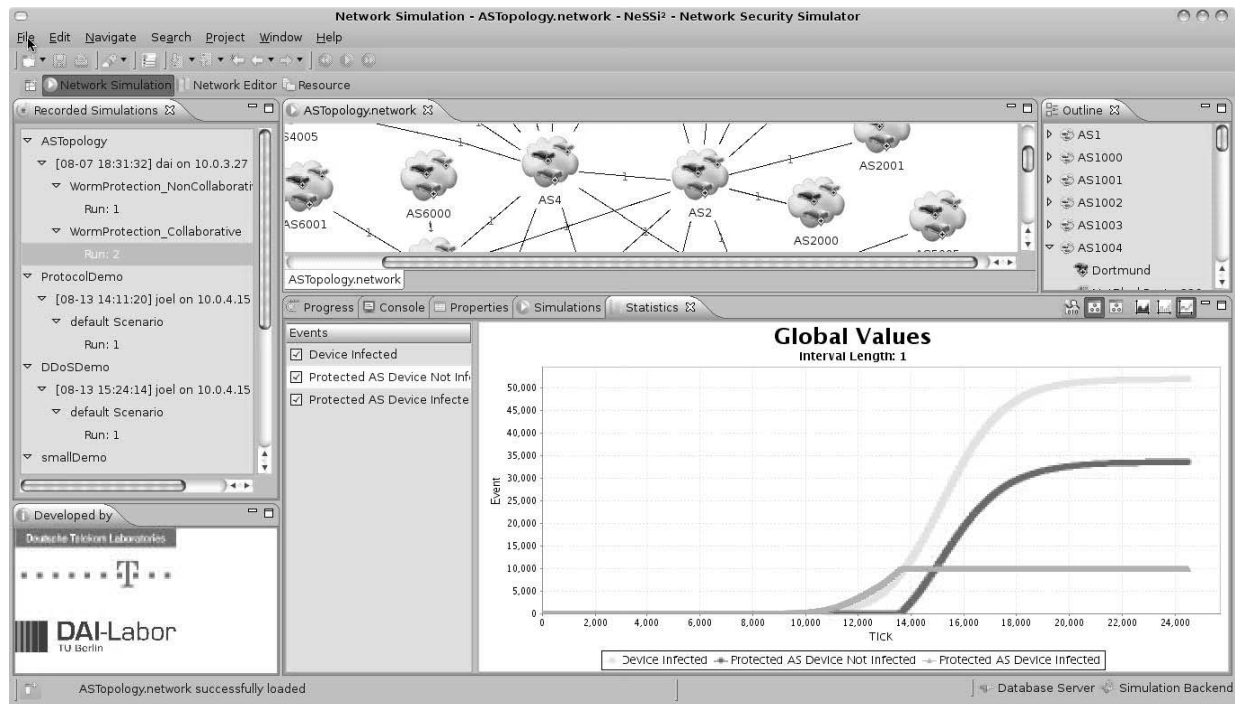 Network Simulation - ASTopology.network - NeSSi² - Network Security Simulator
File Edit Navigate Search Project Window Help
Network Simulation Network Editor Resource
Recorded Simulations
ASTopology
[08-07 18:31:32] dai on 10.0.3.27
WormProtection_NonCollaborati
Run: 1
WormProtection_Collaborative
Run: 2
ProtocolDemo
[08-13 14:11:20] joel on 10.0.4.15
default Scenario
Run: 1
DDoSDemo
[08-13 15:24:14] joel on 10.0.4.15
default Scenario
Run: 1
smallDemo
Developed by
Deutsche Telekom Laboratories
T
DAI-Labor
TU Berlin
ASTopology.network
S4005
AS6001
AS6000
AS4
AS2
AS2001
AS2000
1
1
1
1
1
1
ASTopology.network
Outline
AS1
AS1000
AS1001
AS1002
AS1003
AS1004
Dortmund
Progress Console Properties Simulations Statistics
Events
Device Infected
Protected AS Device Not Inf
Protected AS Device Infecte
Global Values
Interval Length: 1
Event
50,000
45,000
40,000
35,000
30,000
25,000
20,000
15,000
10,000
5,000
0
0 2,000 4,000 6,000 8,000 10,000 12,000 14,000 16,000 18,000 20,000 22,000 24,000
Tick
Device Infected Protected AS Device Not Infected Protected AS Device Infected
ASTopology.network successfully loaded
Database Server Simulation Backend